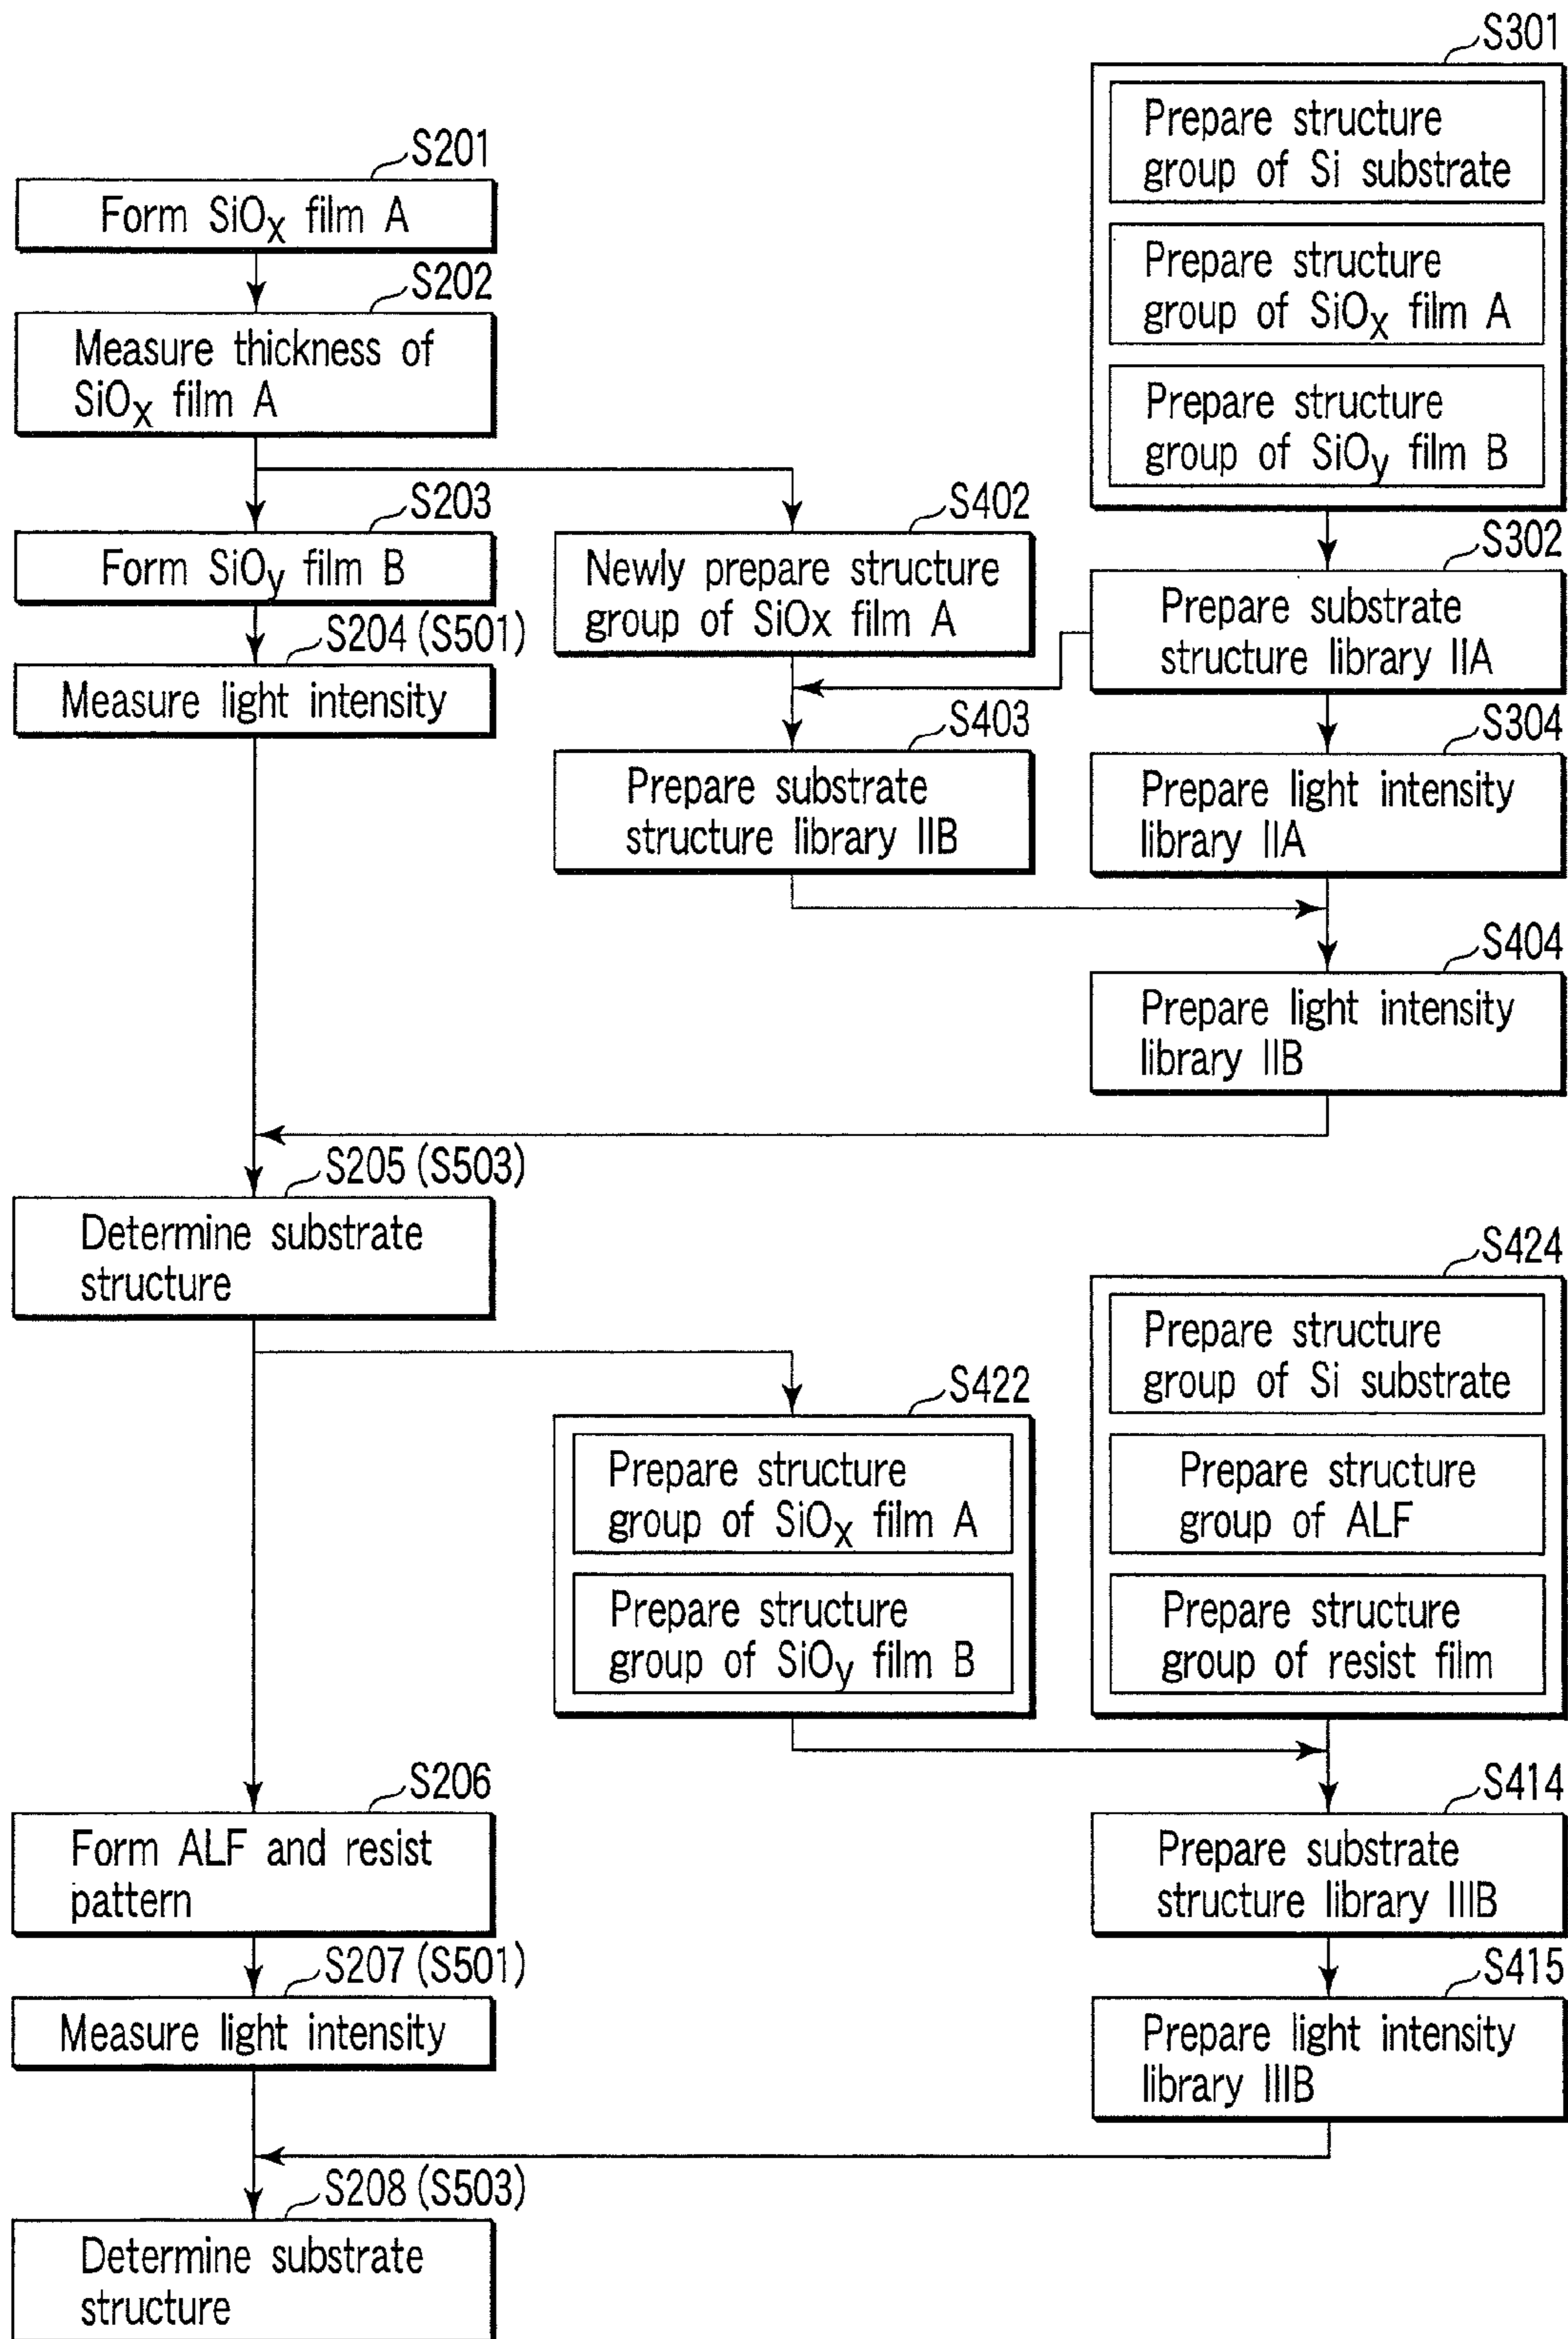 S301
Prepare structure
group of Si substrate
Prepare structure
group of SiOx film A
Prepare structure
group of SiOy film B
S201
Form SiOx film A
S202
Measure thickness of
SiOx film A
S203
Form SiOy film B
S402
Newly prepare structure
group of SiOx film A
S302
Prepare substrate
structure library IIA
S204 (S501)
Measure light intensity
S403
Prepare substrate
structure library IIB
S304
Prepare light intensity
library IIA
S404
Prepare light intensity
library IIB
S205 (S503)
Determine substrate
structure
S424
Prepare structure
group of Si substrate
Prepare structure
group of ALF
Prepare structure
group of resist film
S422
Prepare structure
group of SiOx film A
Prepare structure
group of SiOy film B
S206
Form ALF and resist
pattern
S414
Prepare substrate
structure library IIIB
S207 (S501)
Measure light intensity
S415
Prepare light intensity
library IIIB
S208 (S503)
Determine substrate
structure